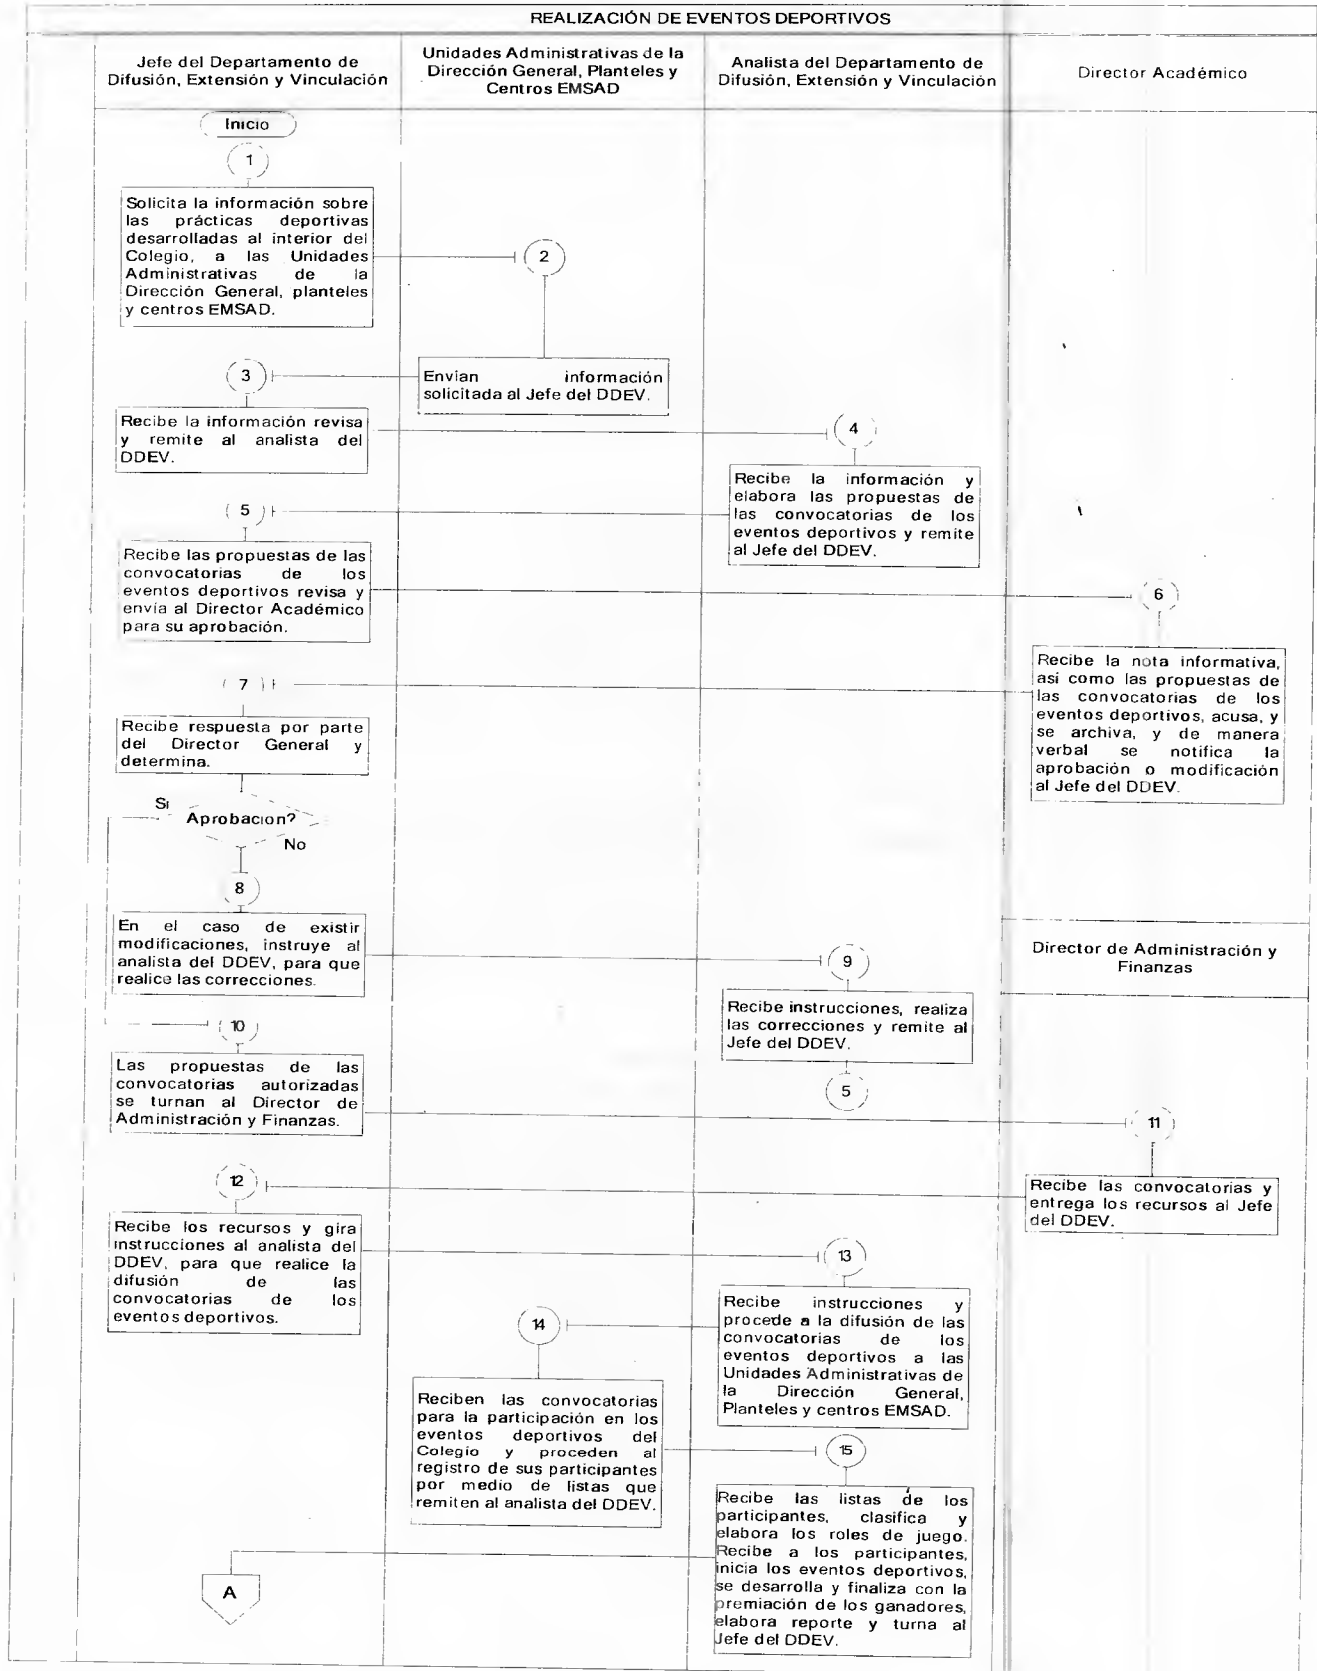 REALIZACIÓN DE EVENTOS DEPORTIVOS
Jefe del Departamento de
Difusión, Extensión y Vinculación
Unidades Administrativas de la
Dirección General, Planteles y
Centros EMSAD
Analista del Departamento de
Difusión, Extensión y Vinculación
Director Académico
Inicio
1
Solicita la información sobre
las prácticas deportivas
desarrolladas al interior del
Colegio, a las Unidades
Administrativas de la
Dirección General, planteles
y centros EMSAD.
2
Envían información
solicitada al Jefe del DDEV.
3
Recibe la información revisa
y remite al analista del
DDEV.
4
Recibe la información y
elabora las propuestas de
las convocatorias de los
eventos deportivos y remite
al Jefe del DDEV.
5
Recibe las propuestas de las
convocatorias de los
eventos deportivos revisa y
envía al Director Académico
para su aprobación.
6
Recibe la nota informativa,
asi como las propuestas de
las convocatorias de los
eventos deportivos, acusa, y
se archiva, y de manera
verbal se notifica la
aprobación o modificación
al Jefe del DDEV.
7
Recibe respuesta por parte
del Director General y
determina.
Si
Aprobacion?
No
8
En el caso de existir
modificaciones, instruye al
analista del DDEV, para que
realice las correcciones.
9
Recibe instrucciones, realiza
las correcciones y remite al
Jefe del DDEV.
5
Director de Administración y
Finanzas
10
Las propuestas de las
convocatorias autorizadas
se turnan al Director de
Administración y Finanzas.
11
Recibe las convocatorias y
entrega los recursos al Jefe
del DDEV.
12
Recibe los recursos y gira
instrucciones al analista del
DDEV, para que realice la
difusión de las
convocatorias de los
eventos deportivos.
13
Recibe instrucciones y
procede a la difusión de las
convocatorias de los
eventos deportivos a las
Unidades Administrativas de
la Dirección General,
Planteles y centros EMSAD.
14
Reciben las convocatorias
para la participación en los
eventos deportivos del
Colegio y proceden al
registro de sus participantes
por medio de listas que
remiten al analista del DDEV.
15
Recibe las listas de los
participantes, clasifica y
elabora los roles de juego.
Recibe a los participantes,
inicia los eventos deportivos,
se desarrolla y finaliza con la
premiación de los ganadores,
elabora reporte y turna al
Jefe del DDEV.
A